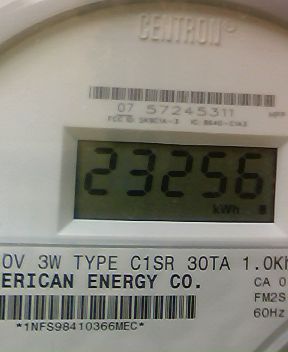 CENTRON
07 57245311
23256
kWh
0V 3W TYPE C1SR 30TA 1.0Kh
ERICAN ENERGY CO.
CA 0
FM2S
60Hz
*1NFS98410366MEC*